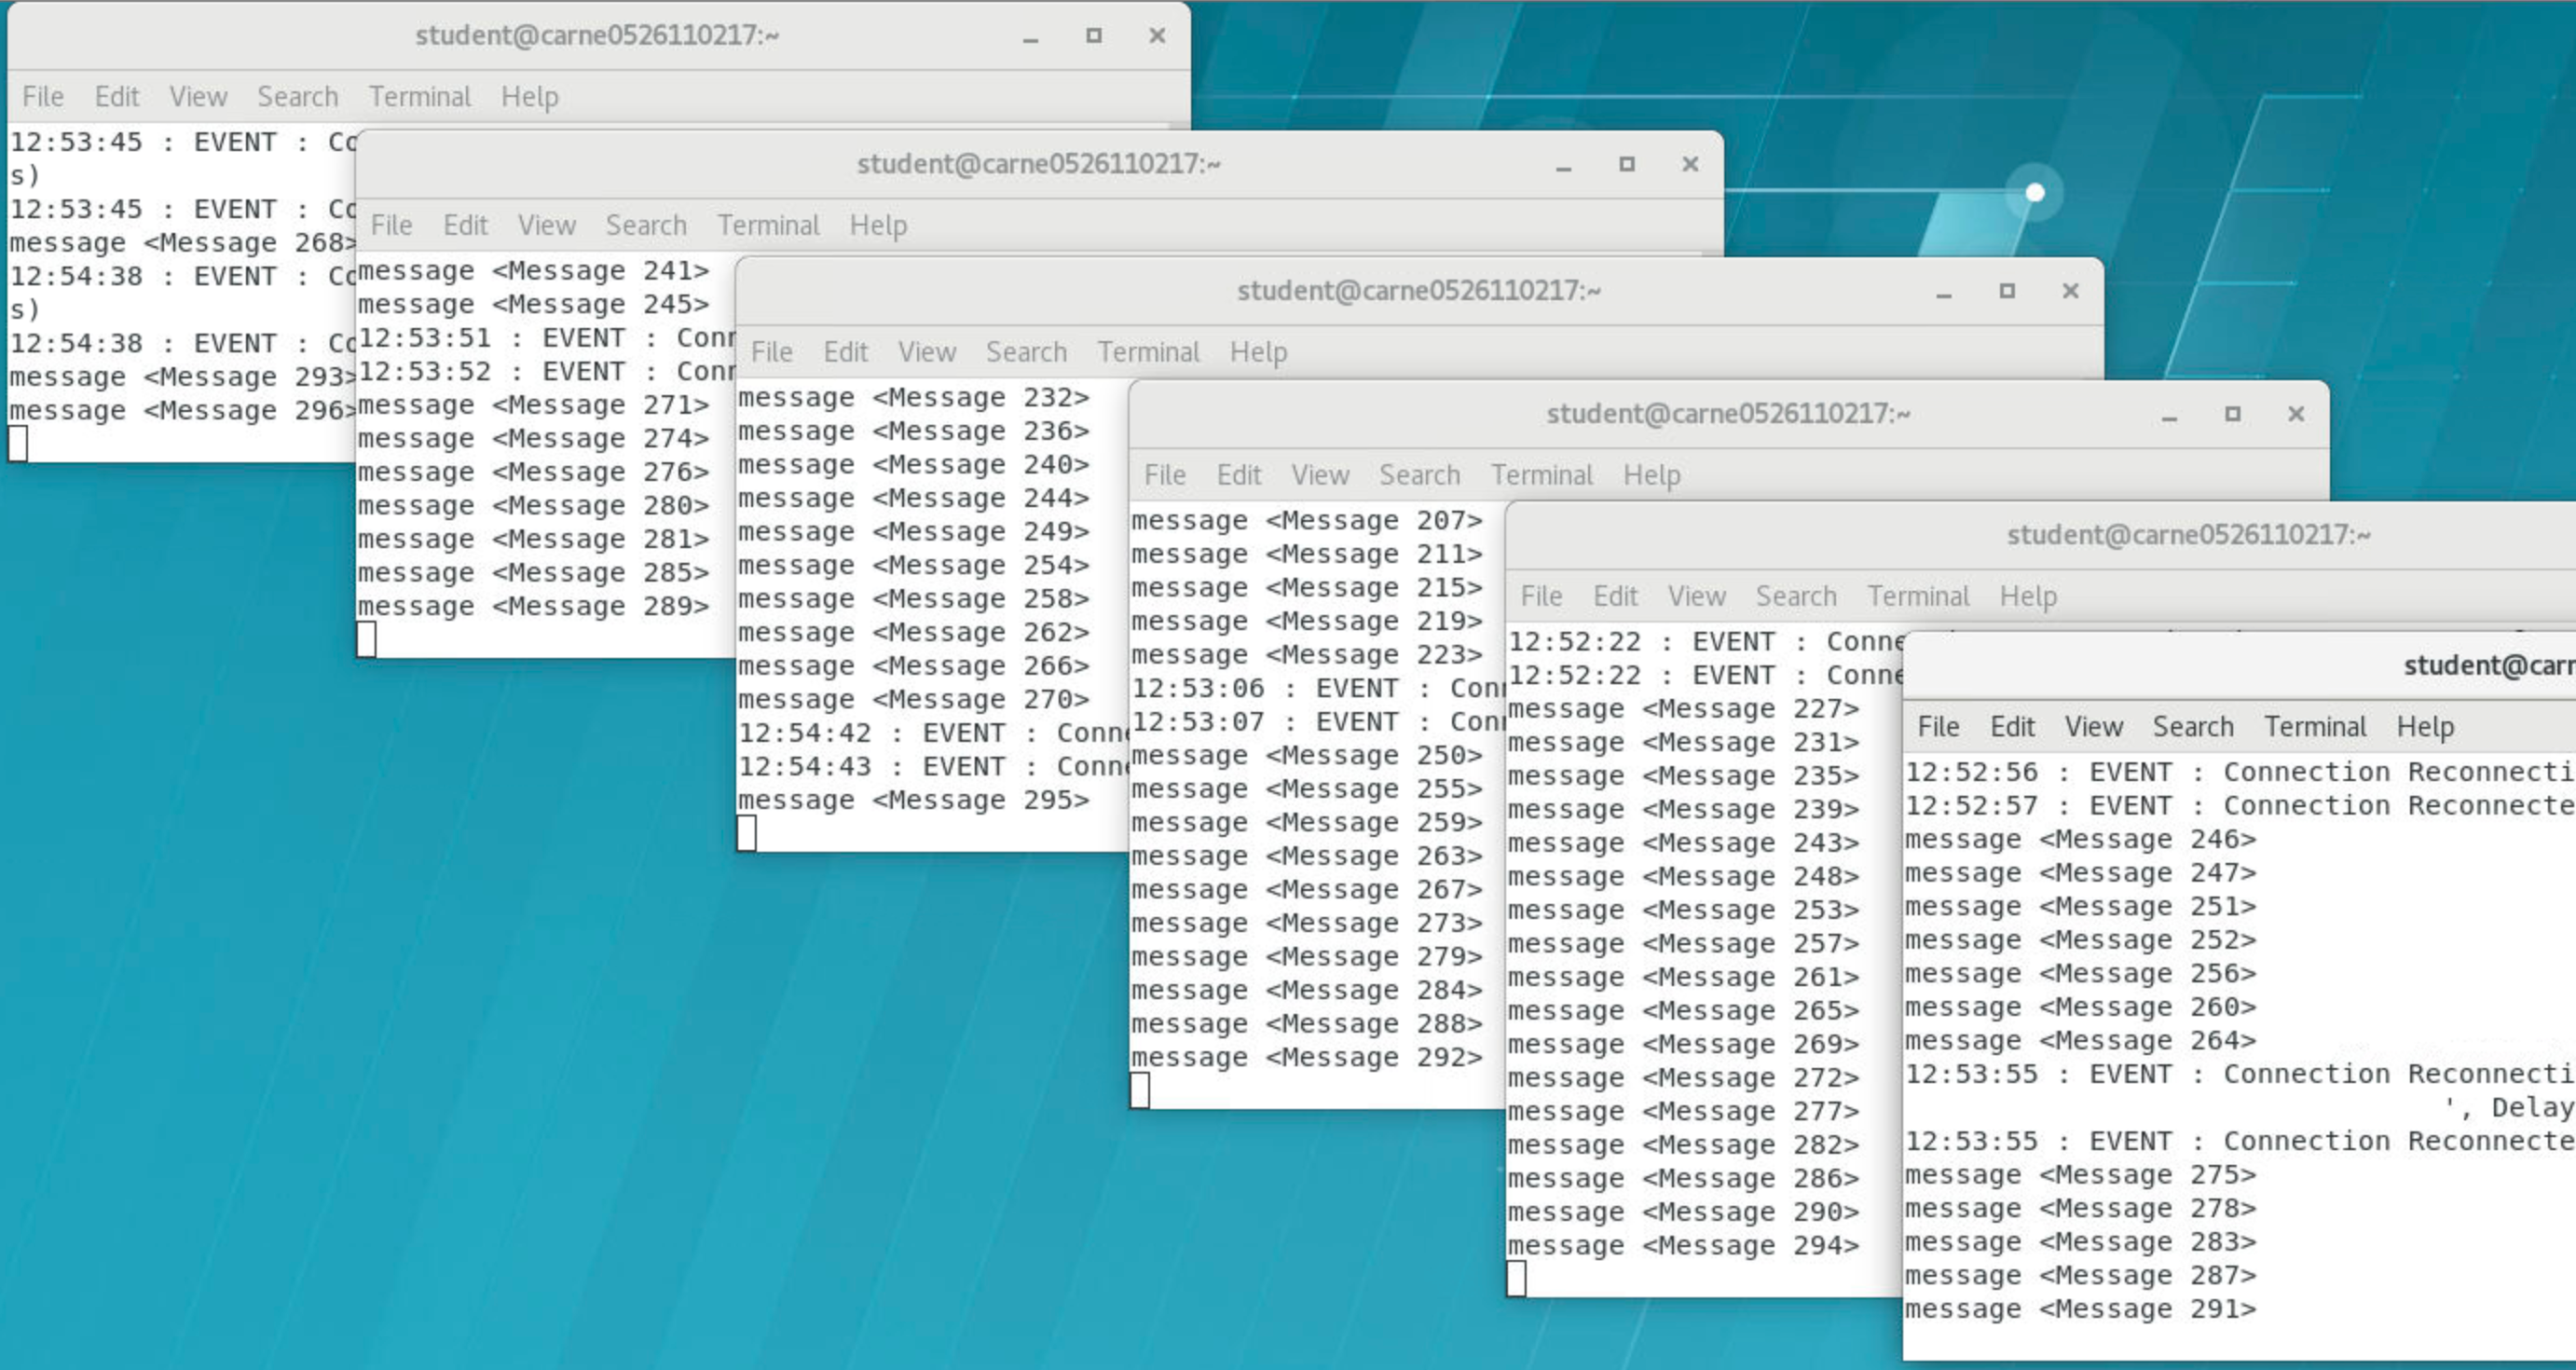 student@carne0526110217:~
File Edit View Search Terminal Help
12:53:45 : EVENT : Co
s)
12:53:45 : EVENT : Co
message <Message 268>
12:54:38 : EVENT : Co
s)
12:54:38 : EVENT : Co
message <Message 293>
message <Message 296>
student@carne0526110217:~
File Edit View Search Terminal Help
message <Message 241>
message <Message 245>
12:53:51 : EVENT : Conn
12:53:52 : EVENT : Conn
message <Message 271>
message <Message 274>
message <Message 276>
message <Message 280>
message <Message 281>
message <Message 285>
message <Message 289>
student@carne0526110217:~
File Edit View Search Terminal Help
message <Message 232>
message <Message 236>
message <Message 240>
message <Message 244>
message <Message 249>
message <Message 254>
message <Message 258>
message <Message 262>
message <Message 266>
message <Message 270>
12:54:42 : EVENT : Conne
12:54:43 : EVENT : Conne
message <Message 295>
student@carne0526110217:~
File Edit View Search Terminal Help
message <Message 207>
message <Message 211>
message <Message 215>
message <Message 219>
message <Message 223>
12:53:06 : EVENT : Conn
12:53:07 : EVENT : Conn
message <Message 250>
message <Message 255>
message <Message 259>
message <Message 263>
message <Message 267>
message <Message 273>
message <Message 279>
message <Message 284>
message <Message 288>
message <Message 292>
student@carne0526110217:~
File Edit View Search Terminal Help
12:52:22 : EVENT : Conne
12:52:22 : EVENT : Conne
message <Message 227>
message <Message 231>
message <Message 235>
message <Message 239>
message <Message 243>
message <Message 248>
message <Message 253>
message <Message 257>
message <Message 261>
message <Message 265>
message <Message 269>
message <Message 272>
message <Message 277>
message <Message 282>
message <Message 286>
message <Message 290>
message <Message 294>
student@carn
File Edit View Search Terminal Help
12:52:56 : EVENT : Connection Reconnecti
12:52:57 : EVENT : Connection Reconnecte
message <Message 246>
message <Message 247>
message <Message 251>
message <Message 252>
message <Message 256>
message <Message 260>
message <Message 264>
12:53:55 : EVENT : Connection Reconnecti
', Delay
12:53:55 : EVENT : Connection Reconnecte
message <Message 275>
message <Message 278>
message <Message 283>
message <Message 287>
message <Message 291>